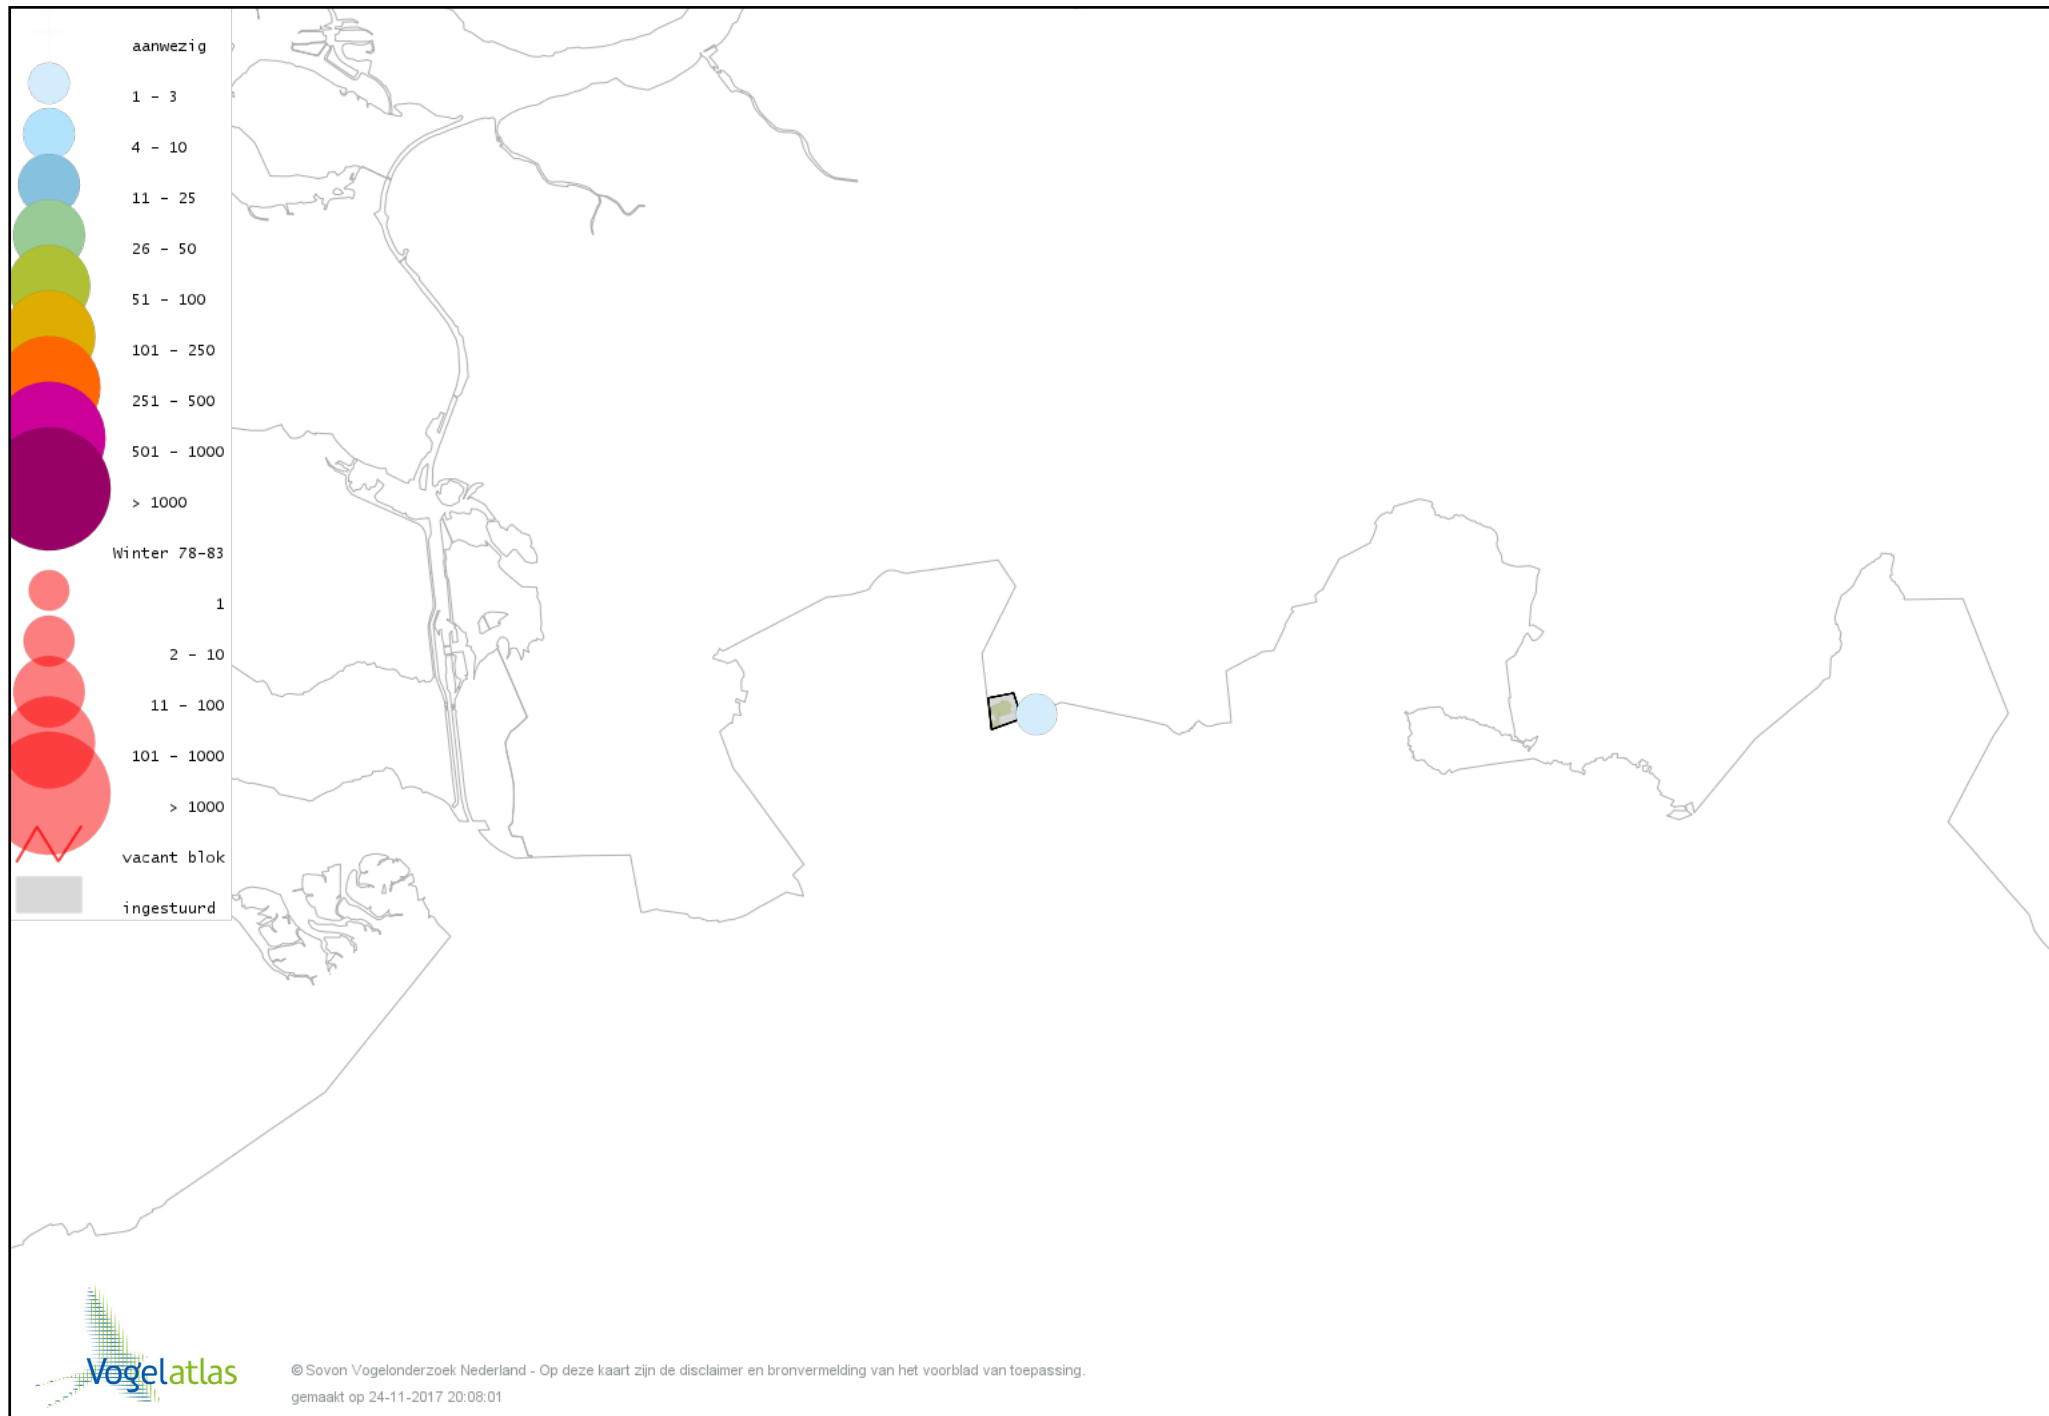 aanwezig
1 - 3
4 - 10
11 - 25
26 - 50
51 - 100
101 - 250
251 - 500
501 - 1000
> 1000
Winter 78-83
1
2 - 10
11 - 100
101 - 1000
> 1000
vacant blok
ingestuurd
Vogelatlas
© Sovon Vogelonderzoek Nederland - Op deze kaart zijn de disclaimer en bronvermelding van het voorblad van toepassing.
gemaakt op 24-11-2017 20:08:01